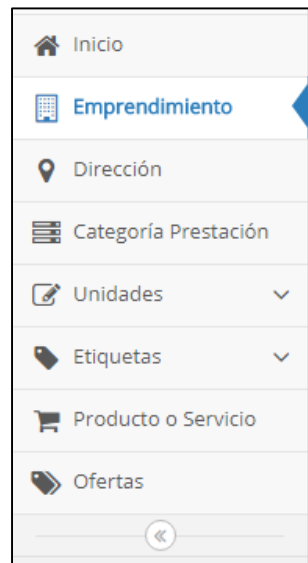 Inicio
Emprendimiento
Dirección
Categoría Prestación
Unidades
Etiquetas
Producto o Servicio
Ofertas